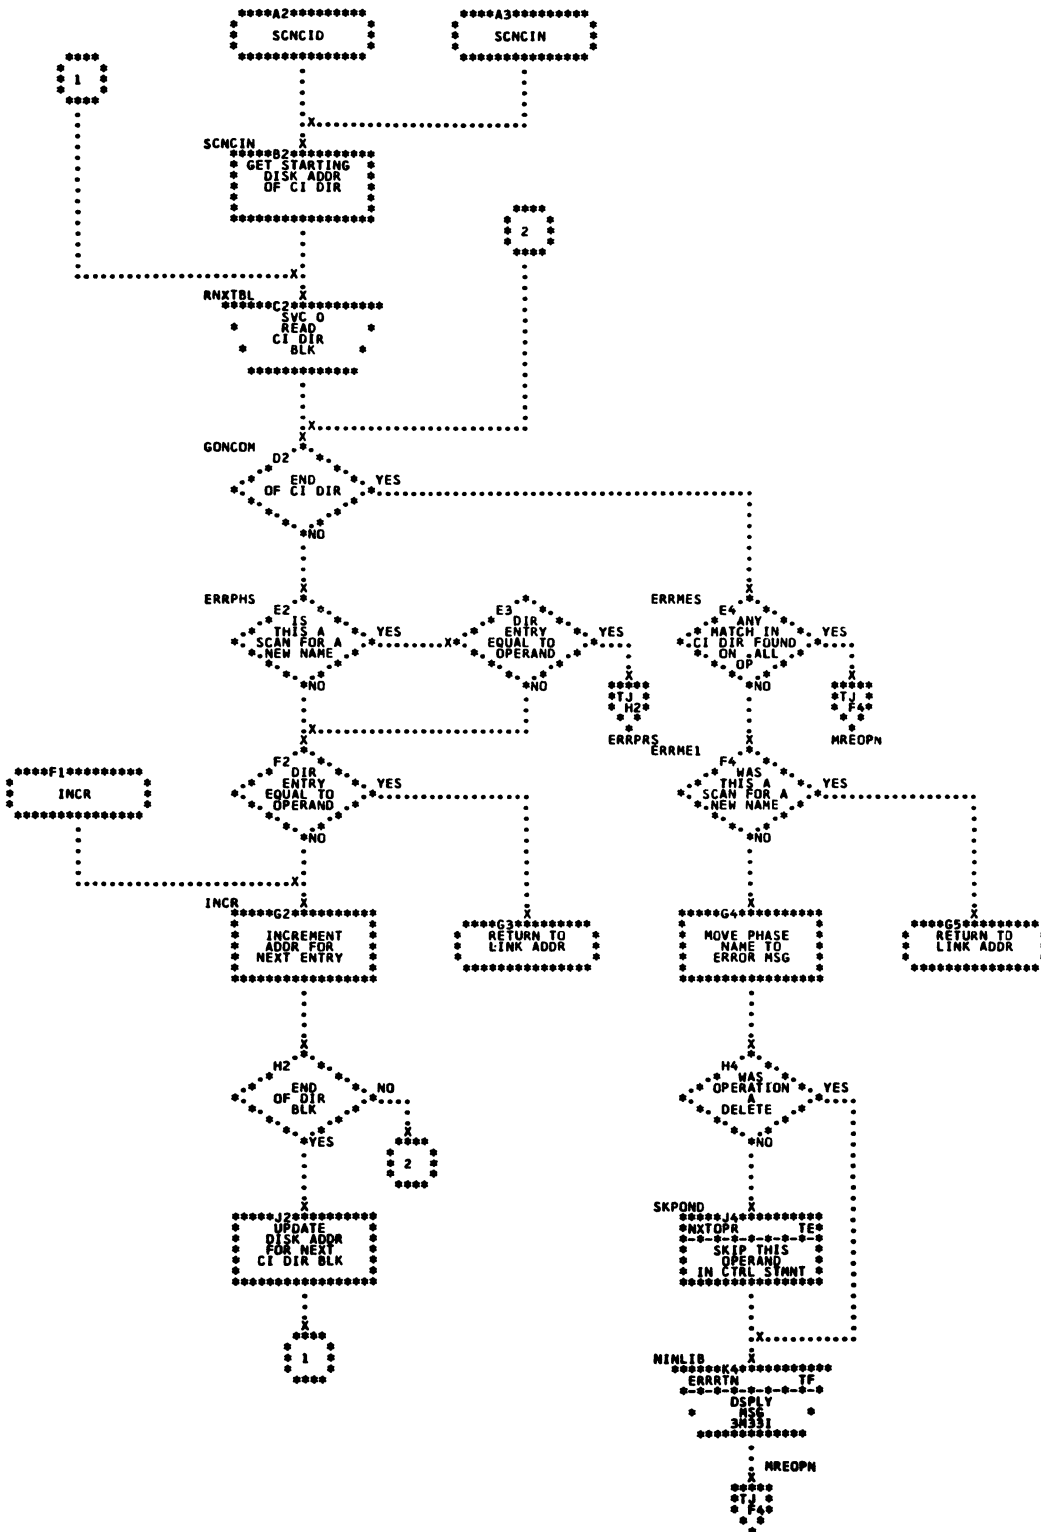 A2
SCNCID
A3
SCNCIN
1
SCNCIN
B2
GET STARTING
DISK ADDR
OF CI DIR
2
RNXTBL
C2
SVC 0
READ
CI DIR
BLK
GONCOM
D2
END
OF CI DIR
YES
NO
ERRPHS
E2
IS
THIS A
SCAN FOR A
NEW NAME
YES
NO
E3
DIR
ENTRY
EQUAL TO
OPERAND
YES
NO
TJ
H2
ERRPRS
ERRMES
E4
ANY
MATCH IN
CI DIR FOUND
ON .ALL
OP
YES
NO
TJ
F4
MREOPN
F1
INCR
F2
DIR
ENTRY
EQUAL TO
OPERAND
YES
NO
ERRME1
F4
WAS
THIS A
SCAN FOR A
NEW NAME
YES
NO
INCR
G2
INCREMENT
ADDR FOR
NEXT ENTRY
G3
RETURN TO
LINK ADDR
G4
MOVE PHASE
NAME TO
ERROR MSG
G5
RETURN TO
LINK ADDR
H2
END
OF DIR
BLK
NO
YES
2
H4
WAS
OPERATION
A
DELETE
YES
NO
J2
UPDATE
DISK ADDR
FOR NEXT
CI DIR BLK
SKPOND
J4
NXTOPR TE
SKIP THIS
OPERAND
IN CTRL STMNT
1
NINLIB
K4
ERRRTN TF
DSPLY
MSG
3M33I
MREOPN
TJ
F4